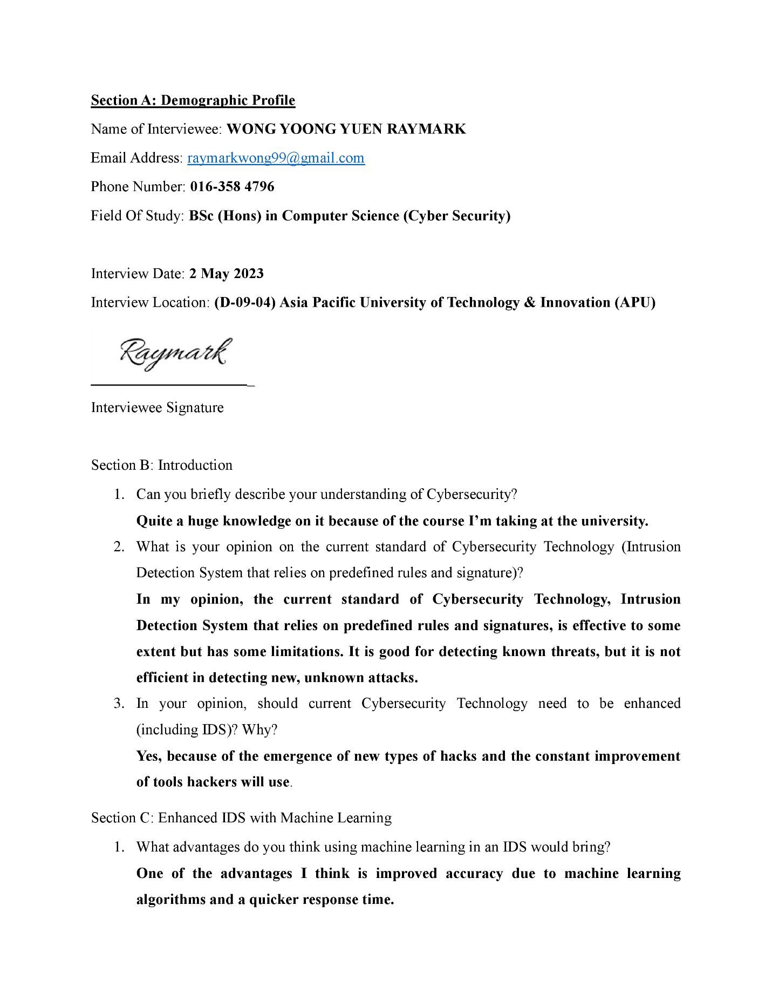 Section A: Demographic Profile
Name of Interviewee: WONG YOONG YUEN RAYMARK
Email Address: raymarkwong99@gmail.com
Phone Number: 016-358 4796
Field Of Study: BSc (Hons) in Computer Science (Cyber Security)
Interview Date: 2 May 2023
Interview Location: (D-09-04) Asia Pacific University of Technology & Innovation (APU)
Raymark
Interviewee Signature
Section B: Introduction
1. Can you briefly describe your understanding of Cybersecurity?
Quite a huge knowledge on it because of the course I’m taking at the university.
2. What is your opinion on the current standard of Cybersecurity Technology (Intrusion
Detection System that relies on predefined rules and signature)?
In my opinion, the current standard of Cybersecurity Technology, Intrusion
Detection System that relies on predefined rules and signatures, is effective to some
extent but has some limitations. It is good for detecting known threats, but it is not
efficient in detecting new, unknown attacks.
3. In your opinion, should current Cybersecurity Technology need to be enhanced
(including IDS)? Why?
Yes, because of the emergence of new types of hacks and the constant improvement
of tools hackers will use.
Section C: Enhanced IDS with Machine Learning
1. What advantages do you think using machine learning in an IDS would bring?
One of the advantages I think is improved accuracy due to machine learning
algorithms and a quicker response time.